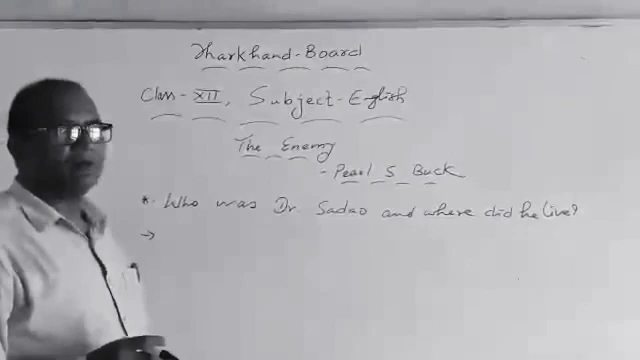 Jharkhand-Board
Class-XII, Subject-English
The Enemy
-Pearl S Buck
* Who was Dr. Sadao and where did he live?
→